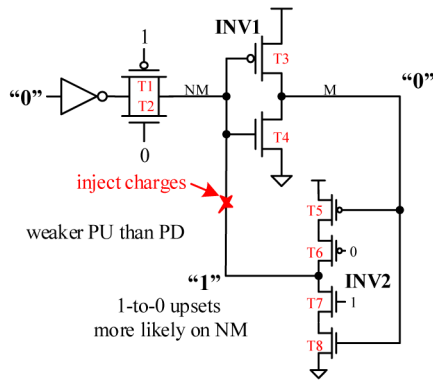 INV1
1
T3
“0”
T1
NM
M
“0”
T2
T4
0
inject charges
T5
weaker PU than PD
T6
0
“1”
INV2
1-to-0 upsets
T7
1
more likely on NM
T8